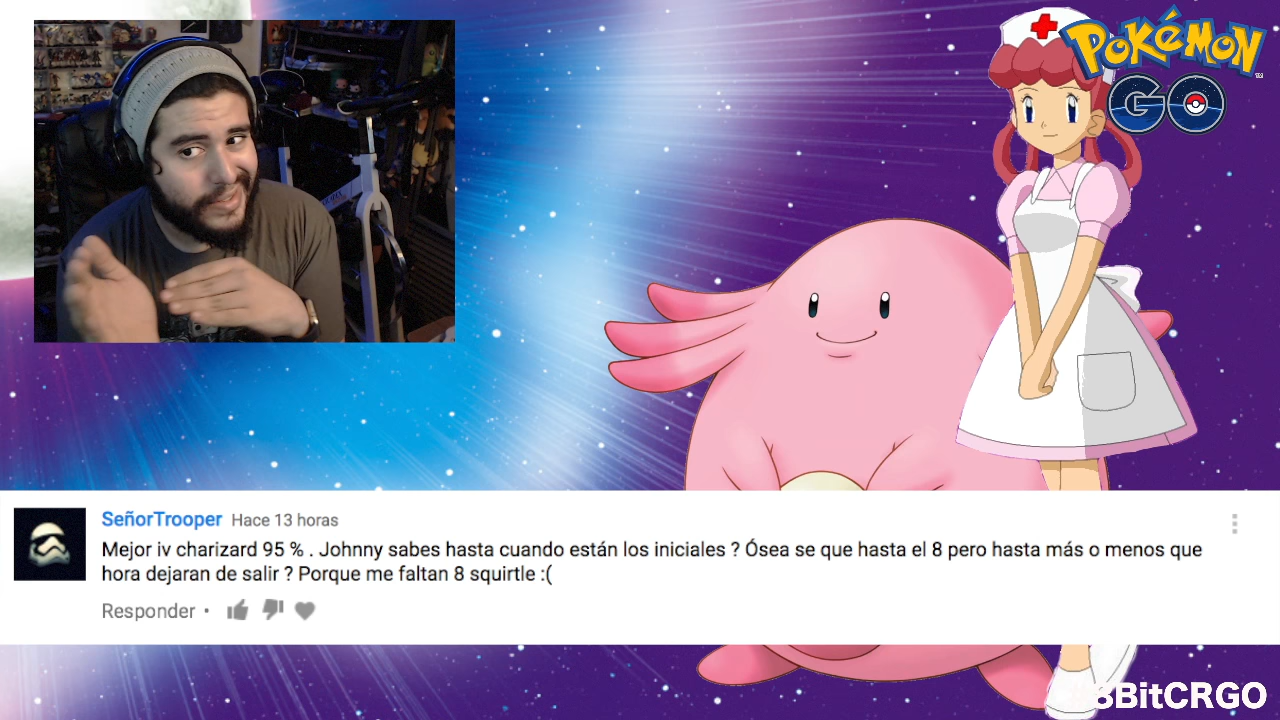 POKÉMON
GO
SeñorTrooper Hace 13 horas
Mejor iv charizard 95 % . Johnny sabes hasta cuando están los iniciales ? Ósea se que hasta el 8 pero hasta más o menos que
hora dejaran de salir ? Porque me faltan 8 squirtle :(
Responder •
#8BitCRGO